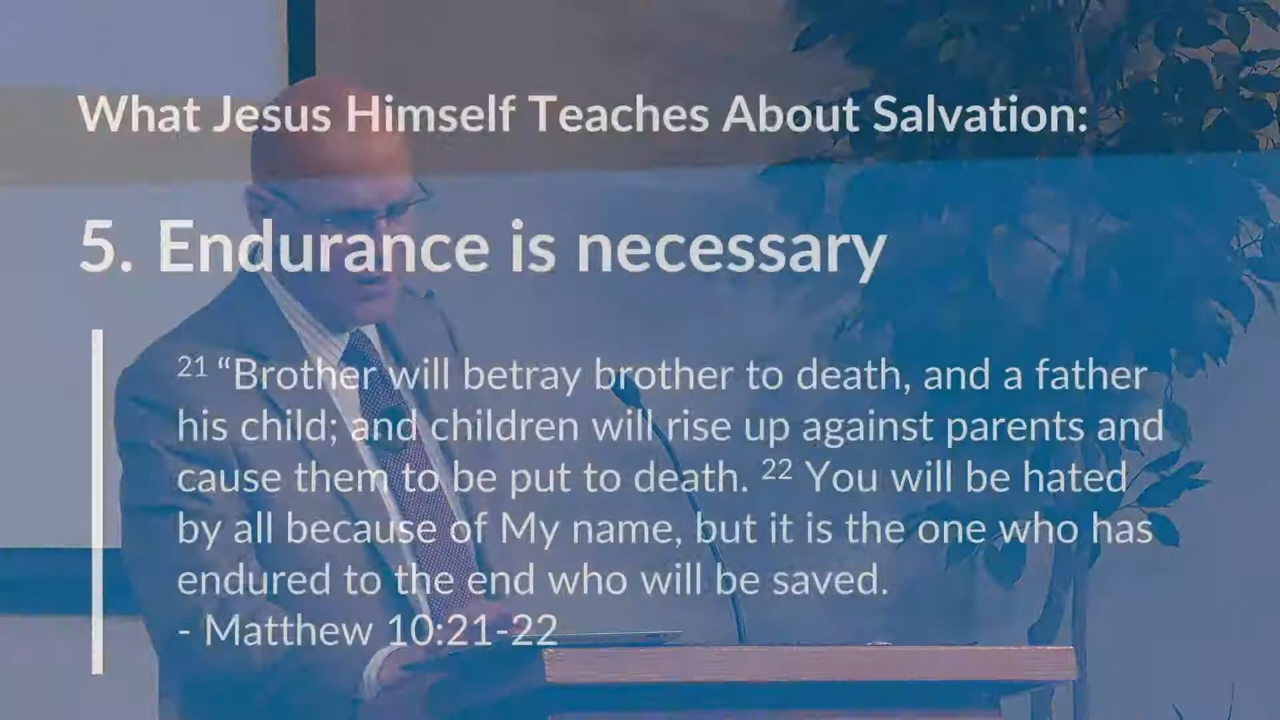 What Jesus Himself Teaches About Salvation:
5. Endurance is necessary
21 “Brother will betray brother to death, and a father
his child; and children will rise up against parents and
cause them to be put to death. 22 You will be hated
by all because of My name, but it is the one who has
endured to the end who will be saved.
- Matthew 10:21-22